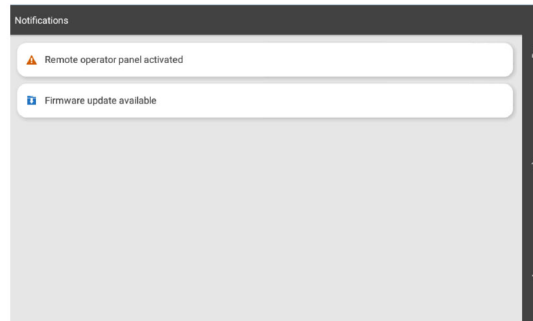 Notifications
Remote operator panel activated
Firmware update available